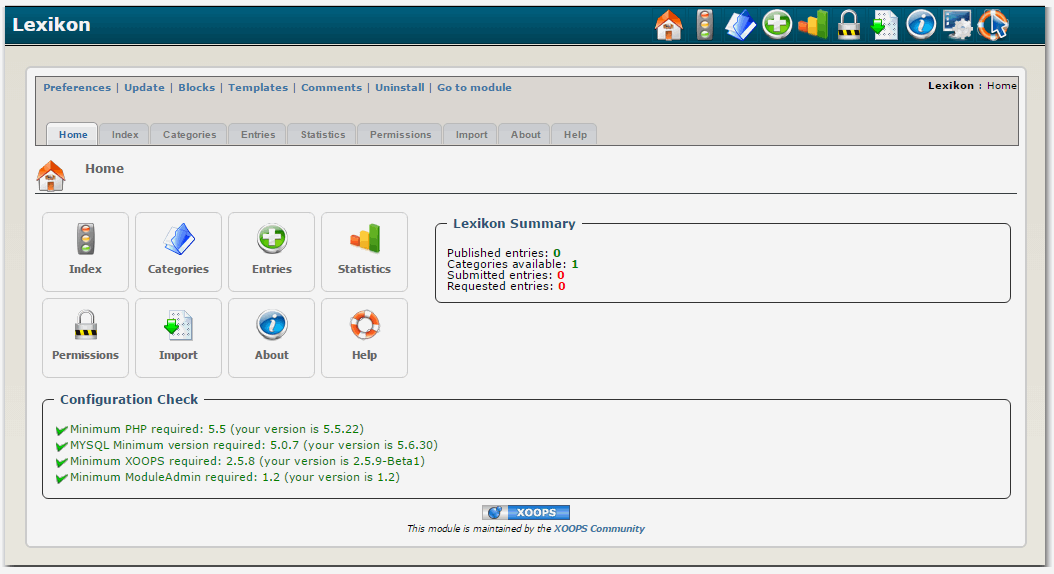 Lexikon
Preferences | Update | Blocks | Templates | Comments | Uninstall | Go to module
Lexikon : Home
Home Index Categories Entries Statistics Permissions Import About Help
Home
Index Categories Entries Statistics
Permissions Import About Help
Lexikon Summary
Published entries: 0
Categories available: 1
Submitted entries: 0
Requested entries: 0
Configuration Check
Minimum PHP required: 5.5 (your version is 5.5.22)
MYSQL Minimum version required: 5.0.7 (your version is 5.6.30)
Minimum XOOPS required: 2.5.8 (your version is 2.5.9-Beta1)
Minimum ModuleAdmin required: 1.2 (your version is 1.2)
XOOPS
This module is maintained by the XOOPS Community